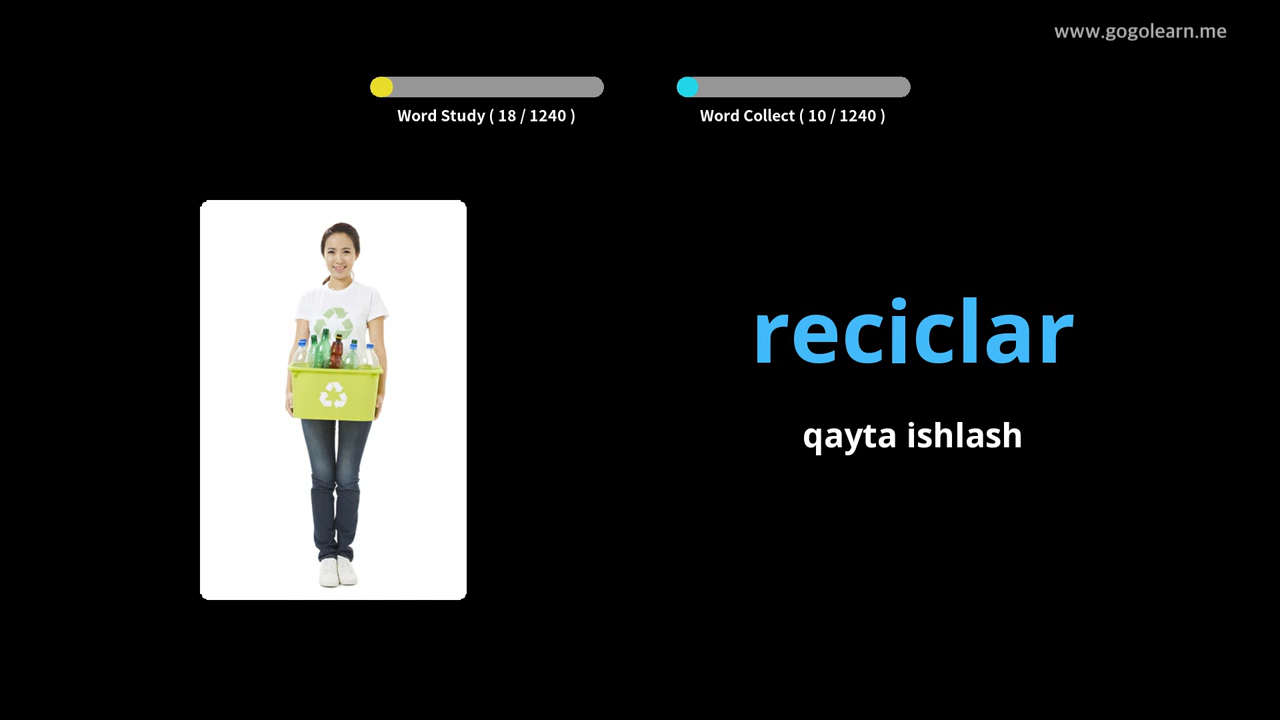 www.gogolearn.me
Word Study ( 18 / 1240 )
Word Collect ( 10 / 1240 )
reciclar
qayta ishlash